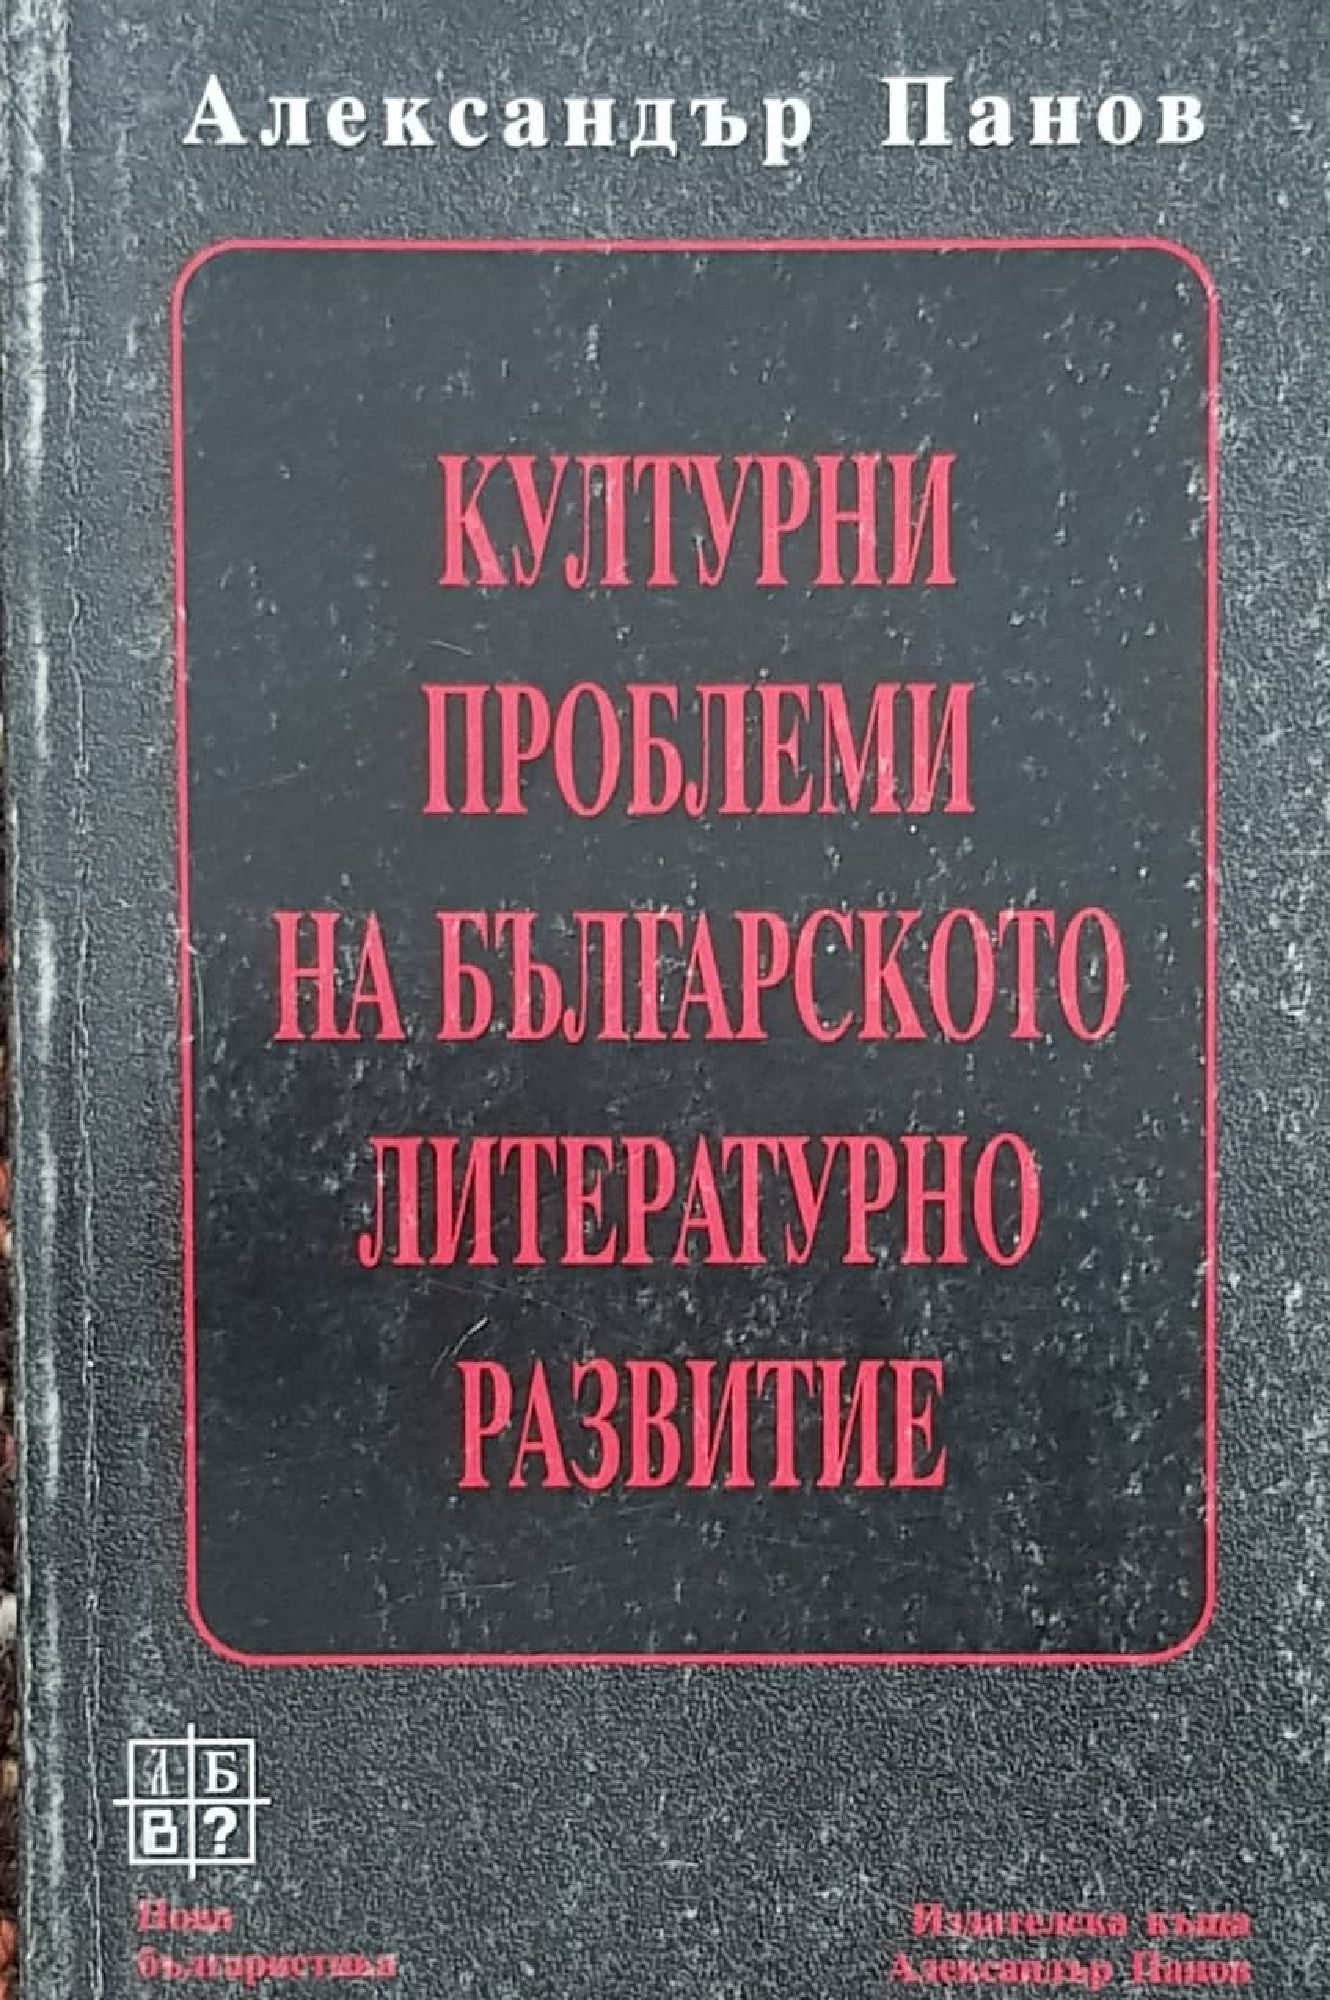 Александър Панов
КУЛТУРНИ
ПРОБЛЕМИ
НА БЪЛГАРСКОТО
ЛИТЕРАТУРНО
РАЗВИТИЕ
А Б
В ?
Нова
българистика
Издателска къща
Александър Панов